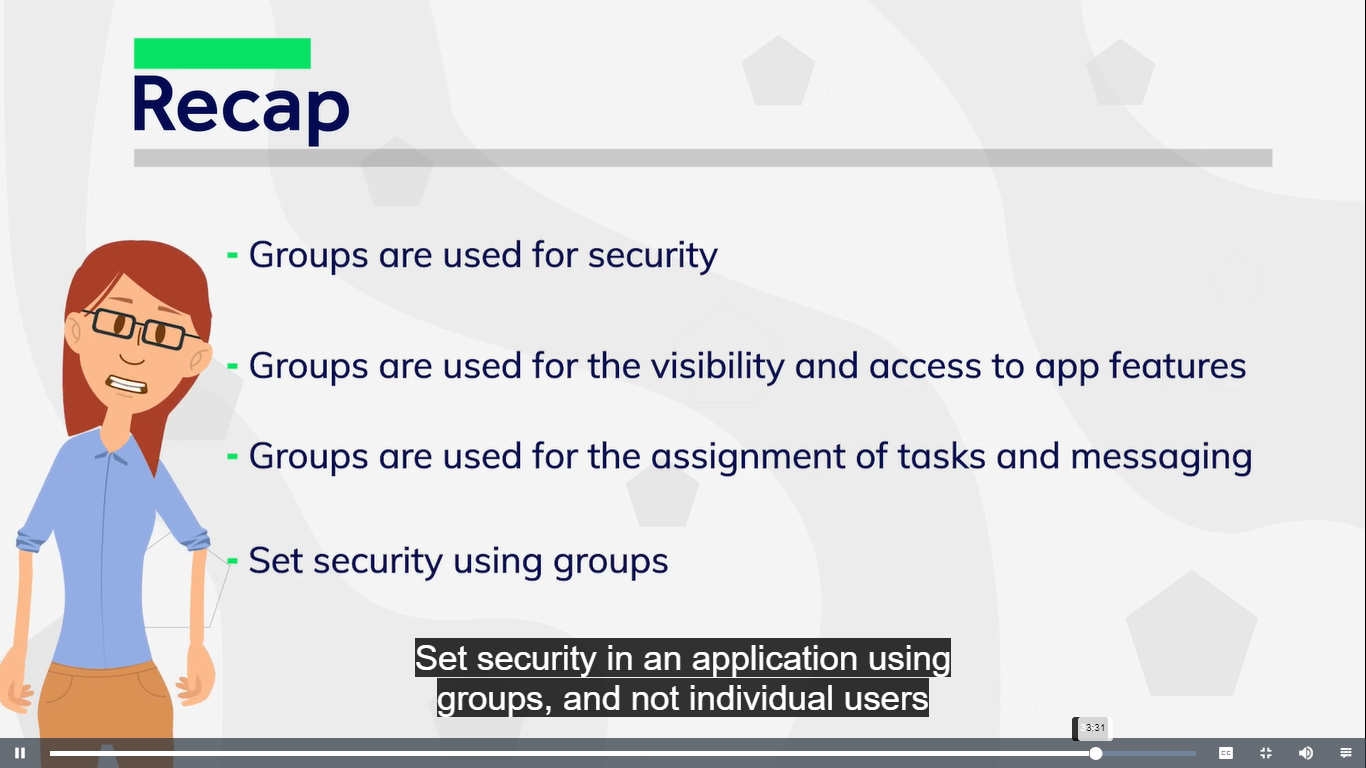 Recap
- Groups are used for security
- Groups are used for the visibility and access to app features
- Groups are used for the assignment of tasks and messaging
- Set security using groups
Set security in an application using
groups, and not individual users
3:31
CC